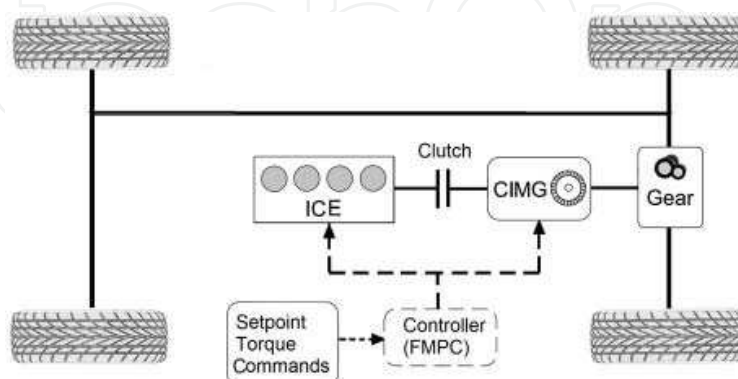 Clutch
ICE
CIMG
Gear
Setpoint
Torque
Commands
Controller
(FMPC)